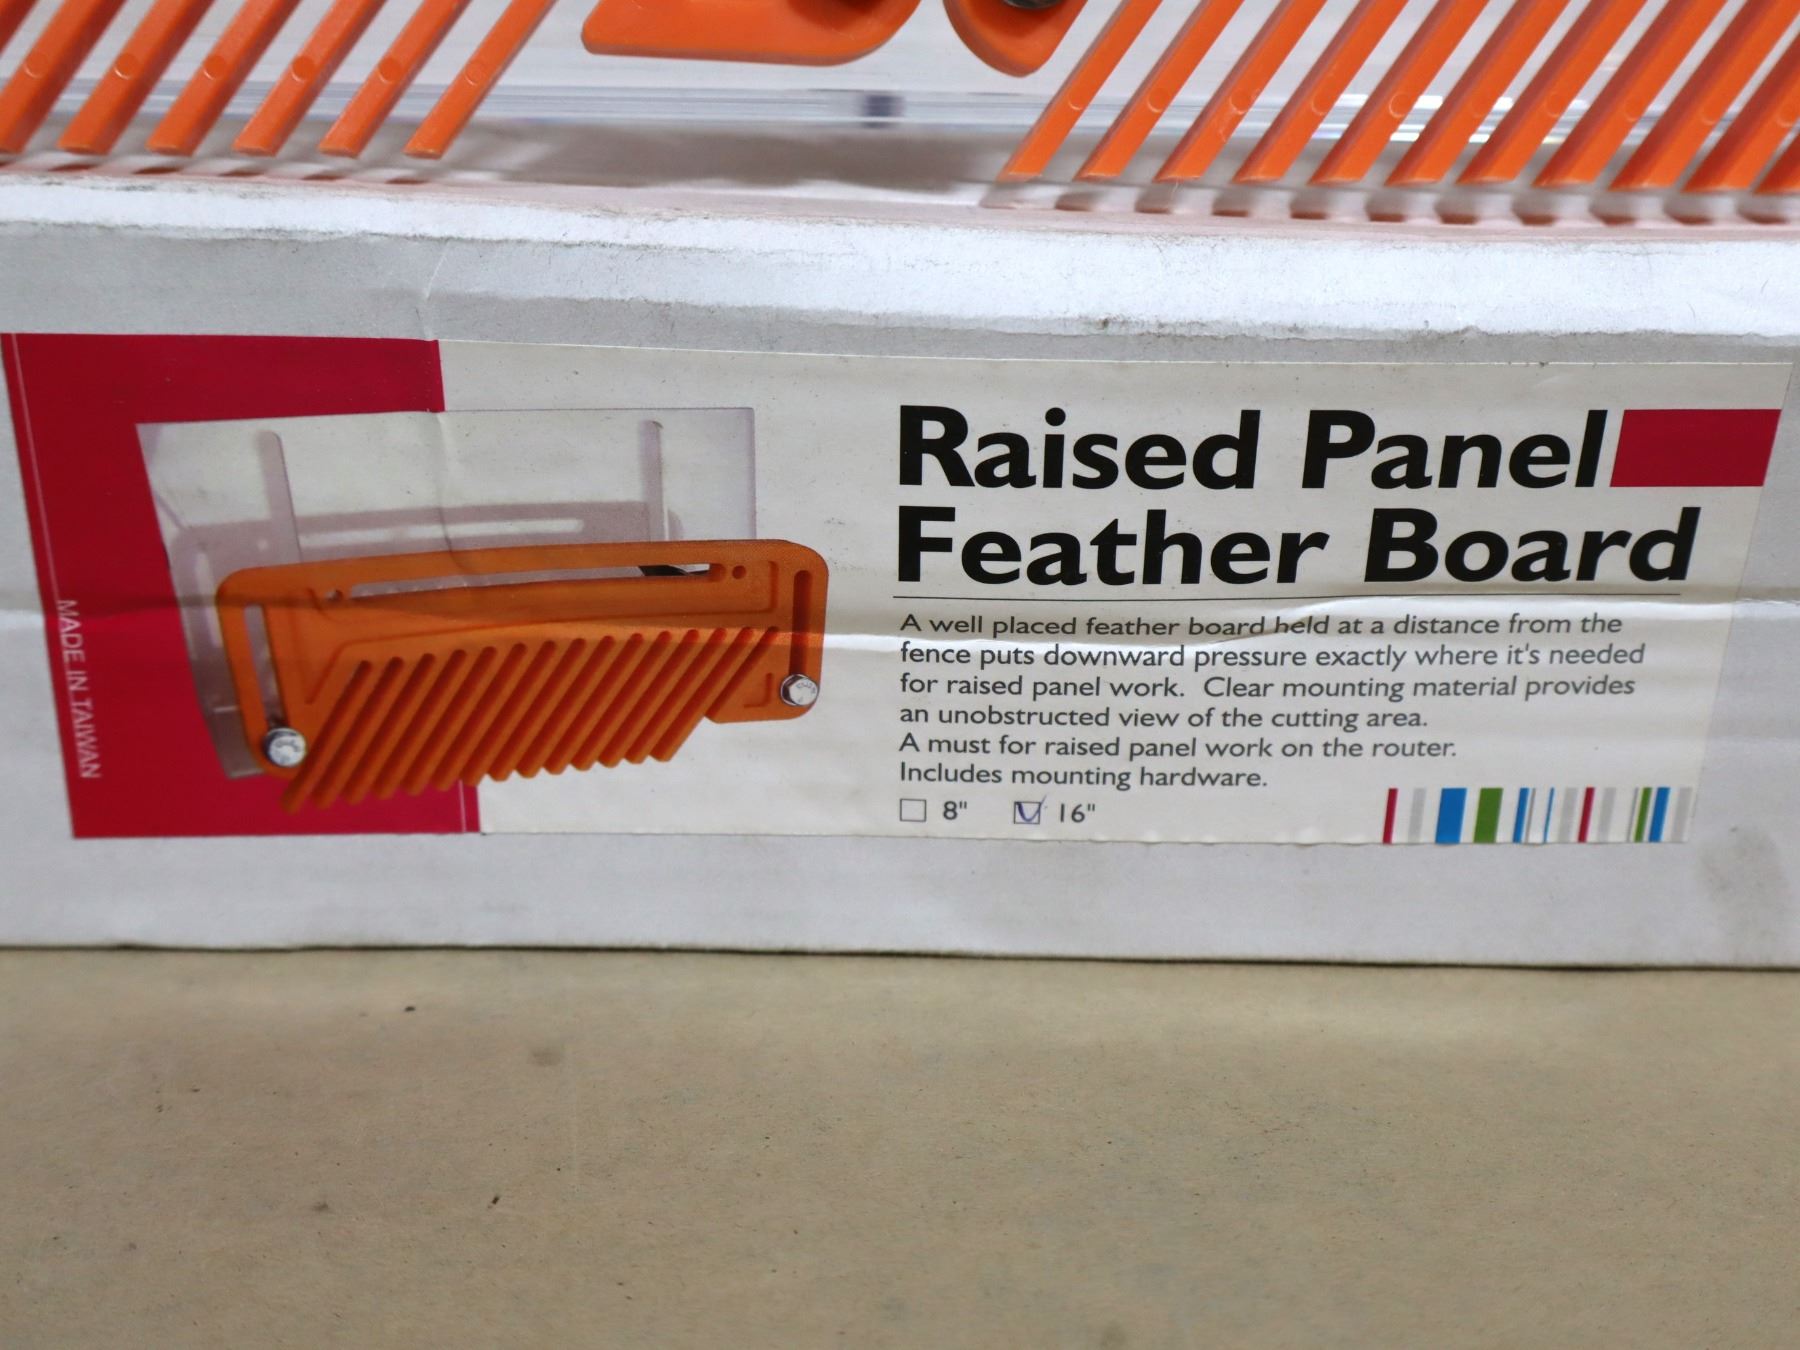 Raised Panel
Feather Board
A well placed feather board held at a distance from the
fence puts downward pressure exactly where it's needed
for raised panel work. Clear mounting material provides
an unobstructed view of the cutting area.
A must for raised panel work on the router.
Includes mounting hardware.
8" 16"
MADE IN TAIWAN